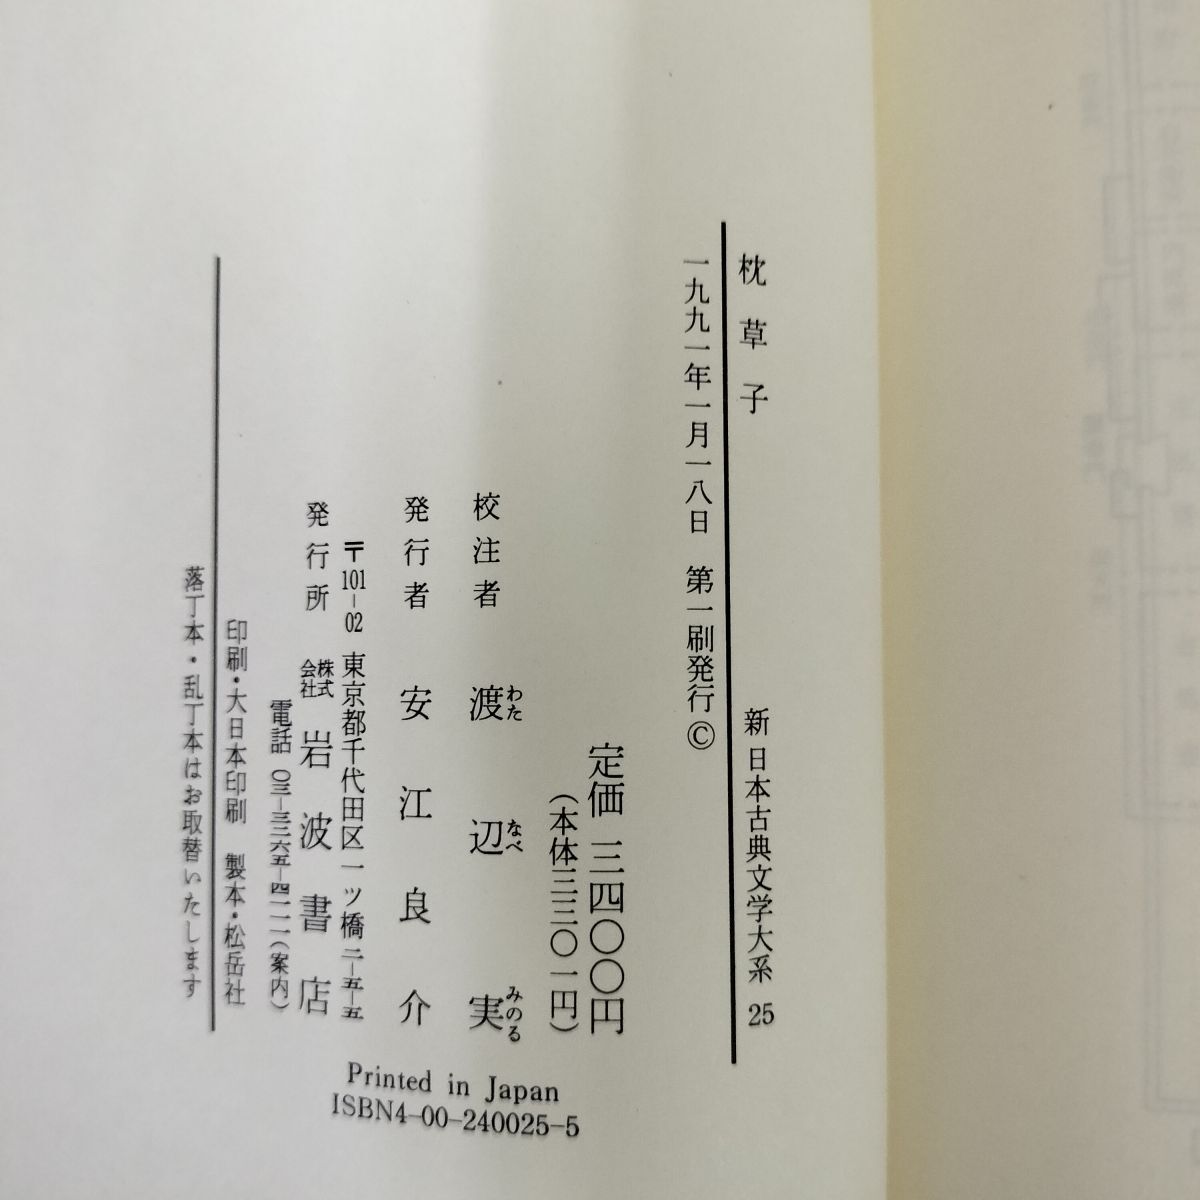 枕草子
新日本古典文学大系 25
一九九一年一月一八日 第一刷発行©
定価 三四〇〇円
（本体三三〇一円）
校注者 渡辺実
わたなべみのる
発行者 安江良介
〒101-02 東京都千代田区一ツ橋二-五-五
発行所 株式会社 岩波書店
電話 〇三-三二六五-四一一一（案内）
印刷・大日本印刷 製本・松岳社
落丁本・乱丁本はお取替いたします
Printed in Japan
ISBN4-00-240025-5